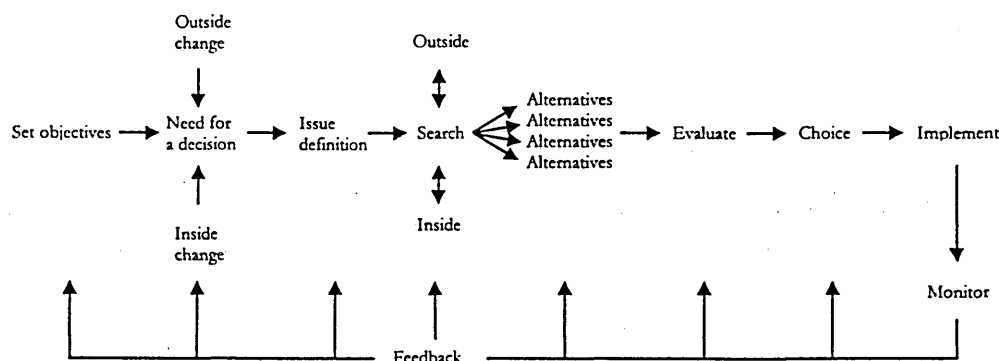 Outside
change
Outside
Set objectives
Need for
a decision
Issue
definition
Search
Alternatives
Alternatives
Alternatives
Alternatives
Evaluate
Choice
Implement
Inside
change
Inside
Monitor
Feedback